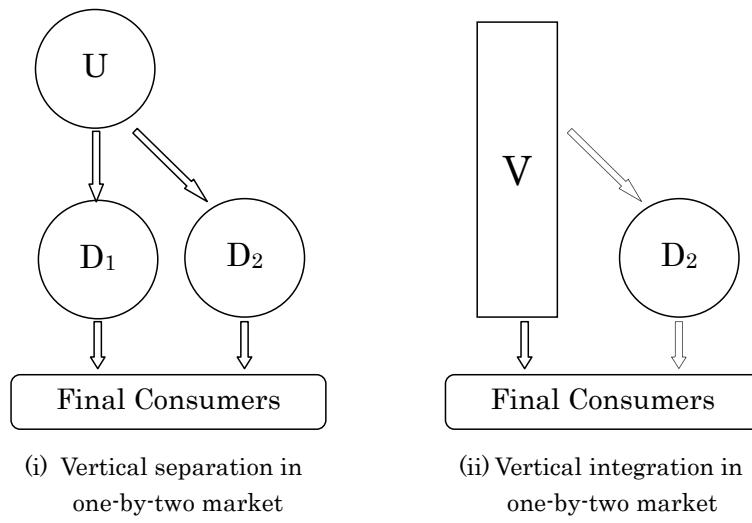 U
D1
D2
Final Consumers
(i) Vertical separation in
one-by-two market
V
D2
Final Consumers
(ii) Vertical integration in
one-by-two market